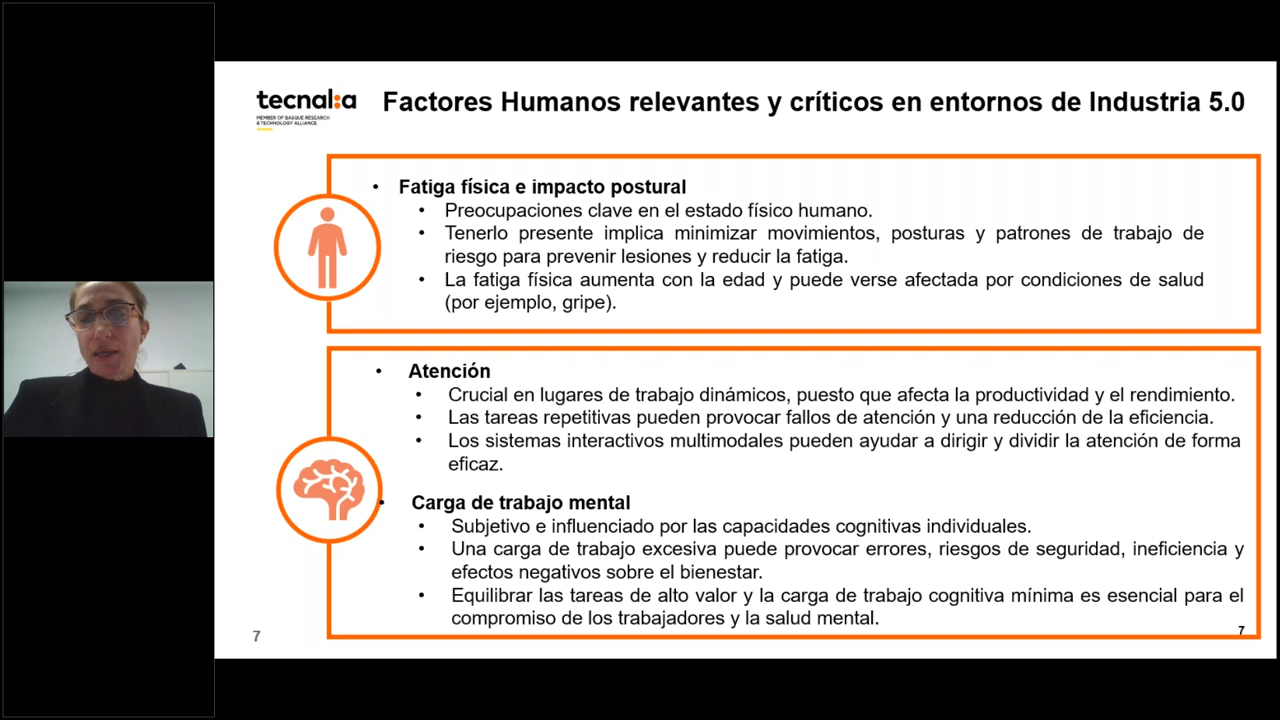 tecnal:a
MEMBER OF BASQUE RESEARCH
& TECHNOLOGY ALLIANCE
Factores Humanos relevantes y críticos en entornos de Industria 5.0
• Fatiga física e impacto postural
• Preocupaciones clave en el estado físico humano.
• Tenerlo presente implica minimizar movimientos, posturas y patrones de trabajo de
riesgo para prevenir lesiones y reducir la fatiga.
• La fatiga física aumenta con la edad y puede verse afectada por condiciones de salud
(por ejemplo, gripe).
• Atención
• Crucial en lugares de trabajo dinámicos, puesto que afecta la productividad y el rendimiento.
• Las tareas repetitivas pueden provocar fallos de atención y una reducción de la eficiencia.
• Los sistemas interactivos multimodales pueden ayudar a dirigir y dividir la atención de forma
eficaz.
• Carga de trabajo mental
• Subjetivo e influenciado por las capacidades cognitivas individuales.
• Una carga de trabajo excesiva puede provocar errores, riesgos de seguridad, ineficiencia y
efectos negativos sobre el bienestar.
• Equilibrar las tareas de alto valor y la carga de trabajo cognitiva mínima es esencial para el
compromiso de los trabajadores y la salud mental.
7
7